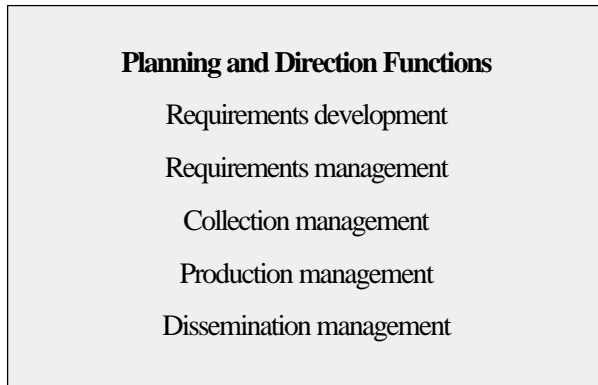 Planning and Direction Functions
Requirements development
Requirements management
Collection management
Production management
Dissemination management